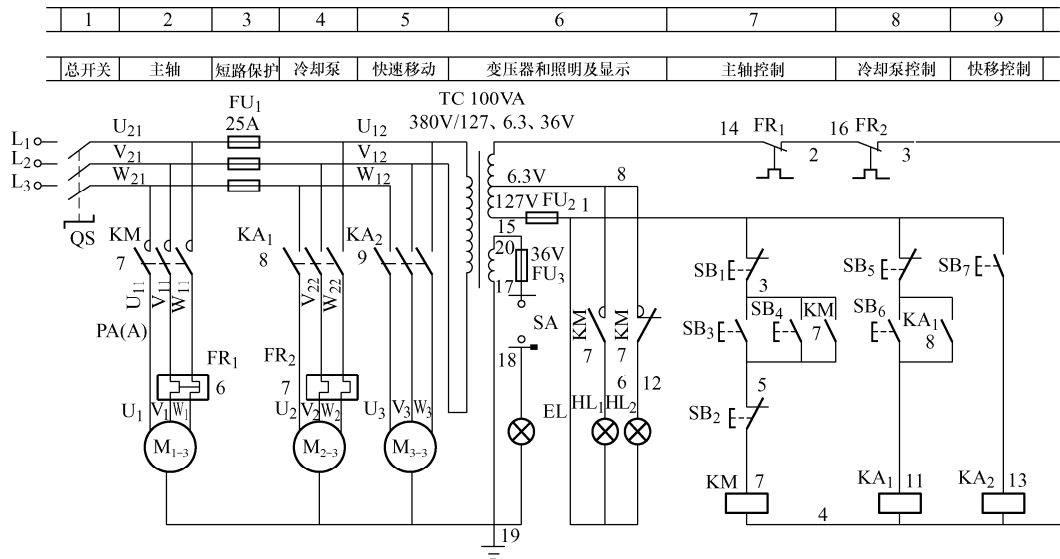 1 2 3 4 5 6 7 8 9
总开关 主轴 短路保护 冷却泵 快速移动 变压器和照明及显示 主轴控制 冷却泵控制 快移控制
TC 100VA
380V/127、6.3、36V
FU1
25A
L1 U21 U12 14 FR1 16 FR2
L2 V21 V12 2 3
L3 W21 W12 6.3V 8
127V FU2 1
QS KM KA1 KA2 15
20 36V
7 8 9 FU3
U11 V11 W11 V22 W22 17
SB1 SB5 SB7
3
PA(A) SA KM KM SB3 SB4 KM SB6 KA1
7 7 7 8
18
FR1 FR2
6 7 6 12 5
U1 V1 W1 U2 V2 W2 U3 V3 W3 EL HL1 HL2 SB2
M1-3 M2-3 M3-3
KM 7 KA1 11 KA2 13
4
19